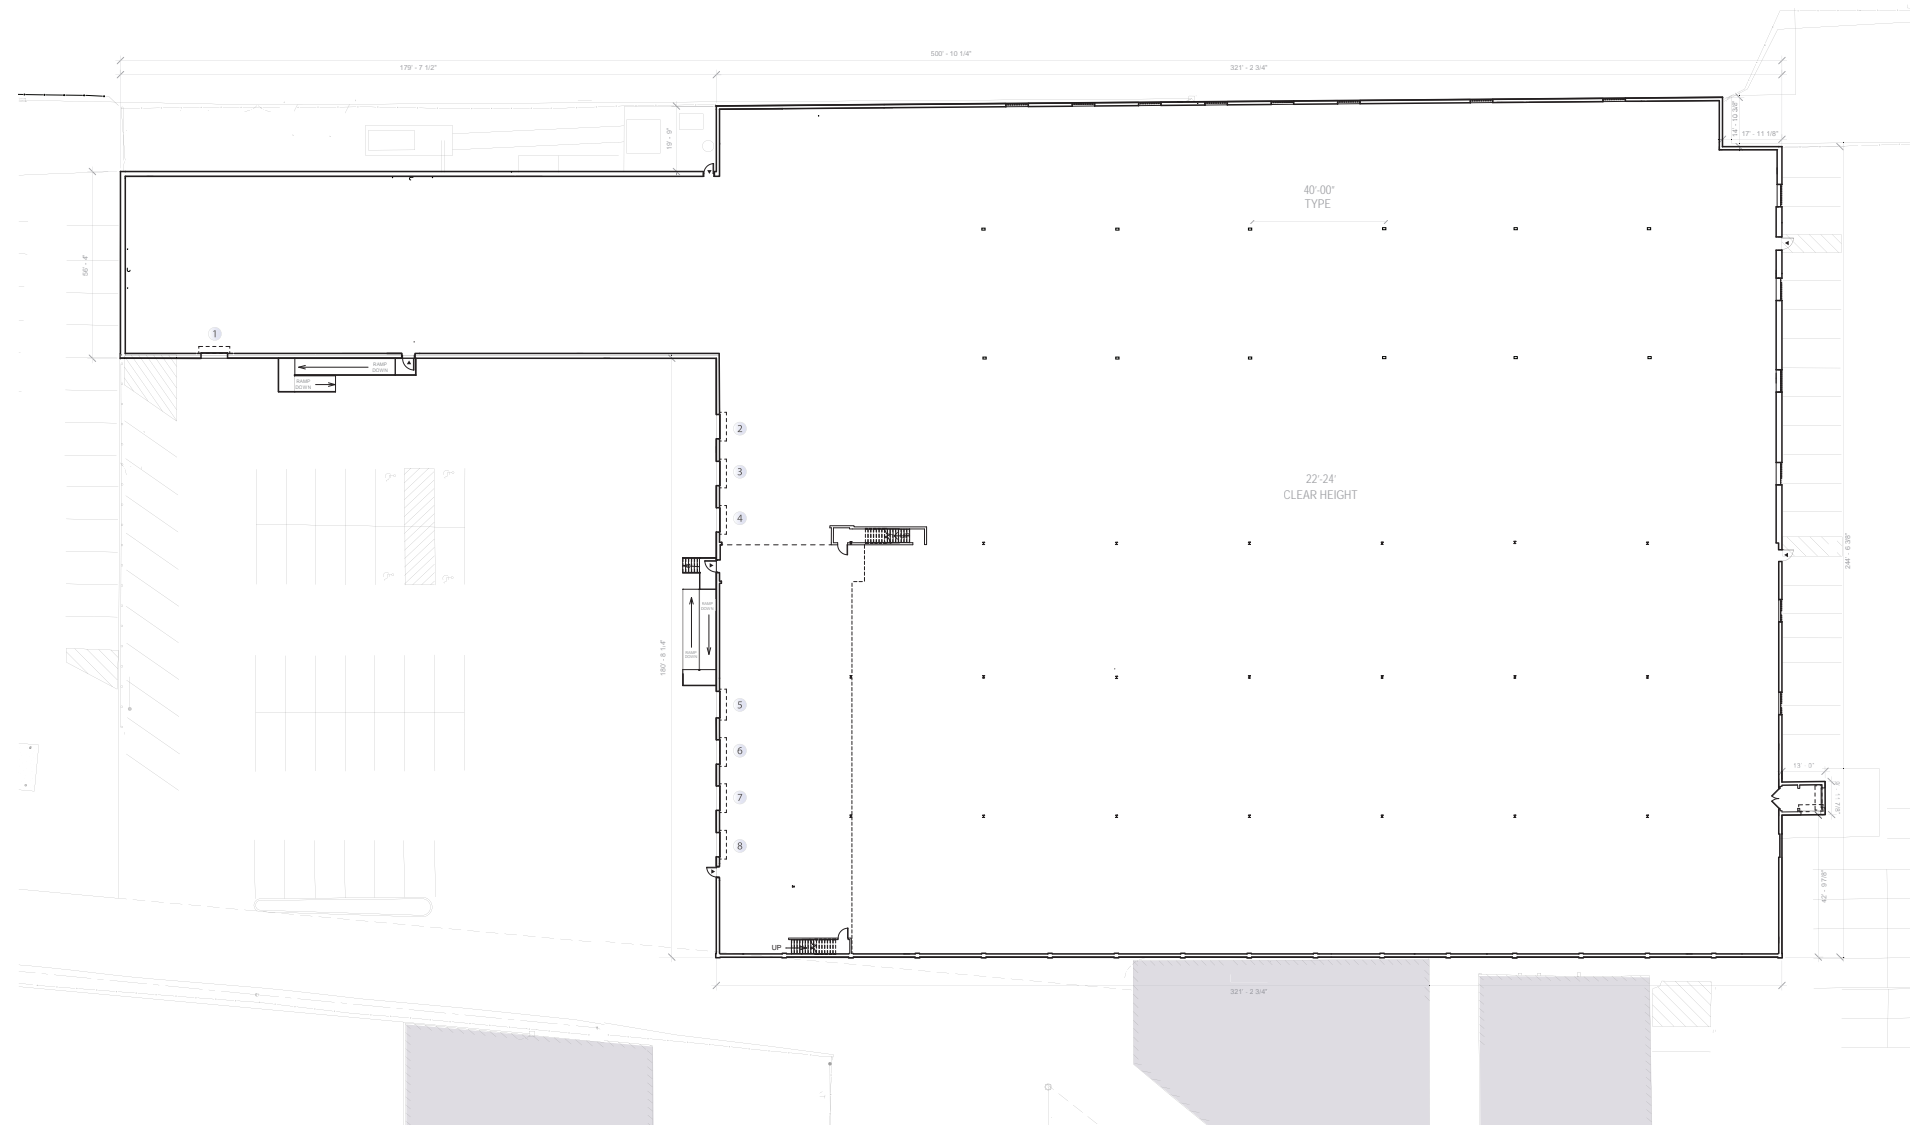 500' - 10 1/4"
179' - 7 1/2"
321' - 2 3/4"
14' - 10 3/8"
17' - 11 1/8"
19' - 9"
40'-00"
TYPE
56' - 4"
1
RAMP
DOWN
RAMP
DOWN
2
3
4
22'-24'
CLEAR HEIGHT
244' - 6 3/8"
RAMP
DOWN
RAMP
DOWN
180' - 8 1/4"
5
6
7
8
13' 0"
42' - 9 7/8"
UP
321' - 2 3/4"